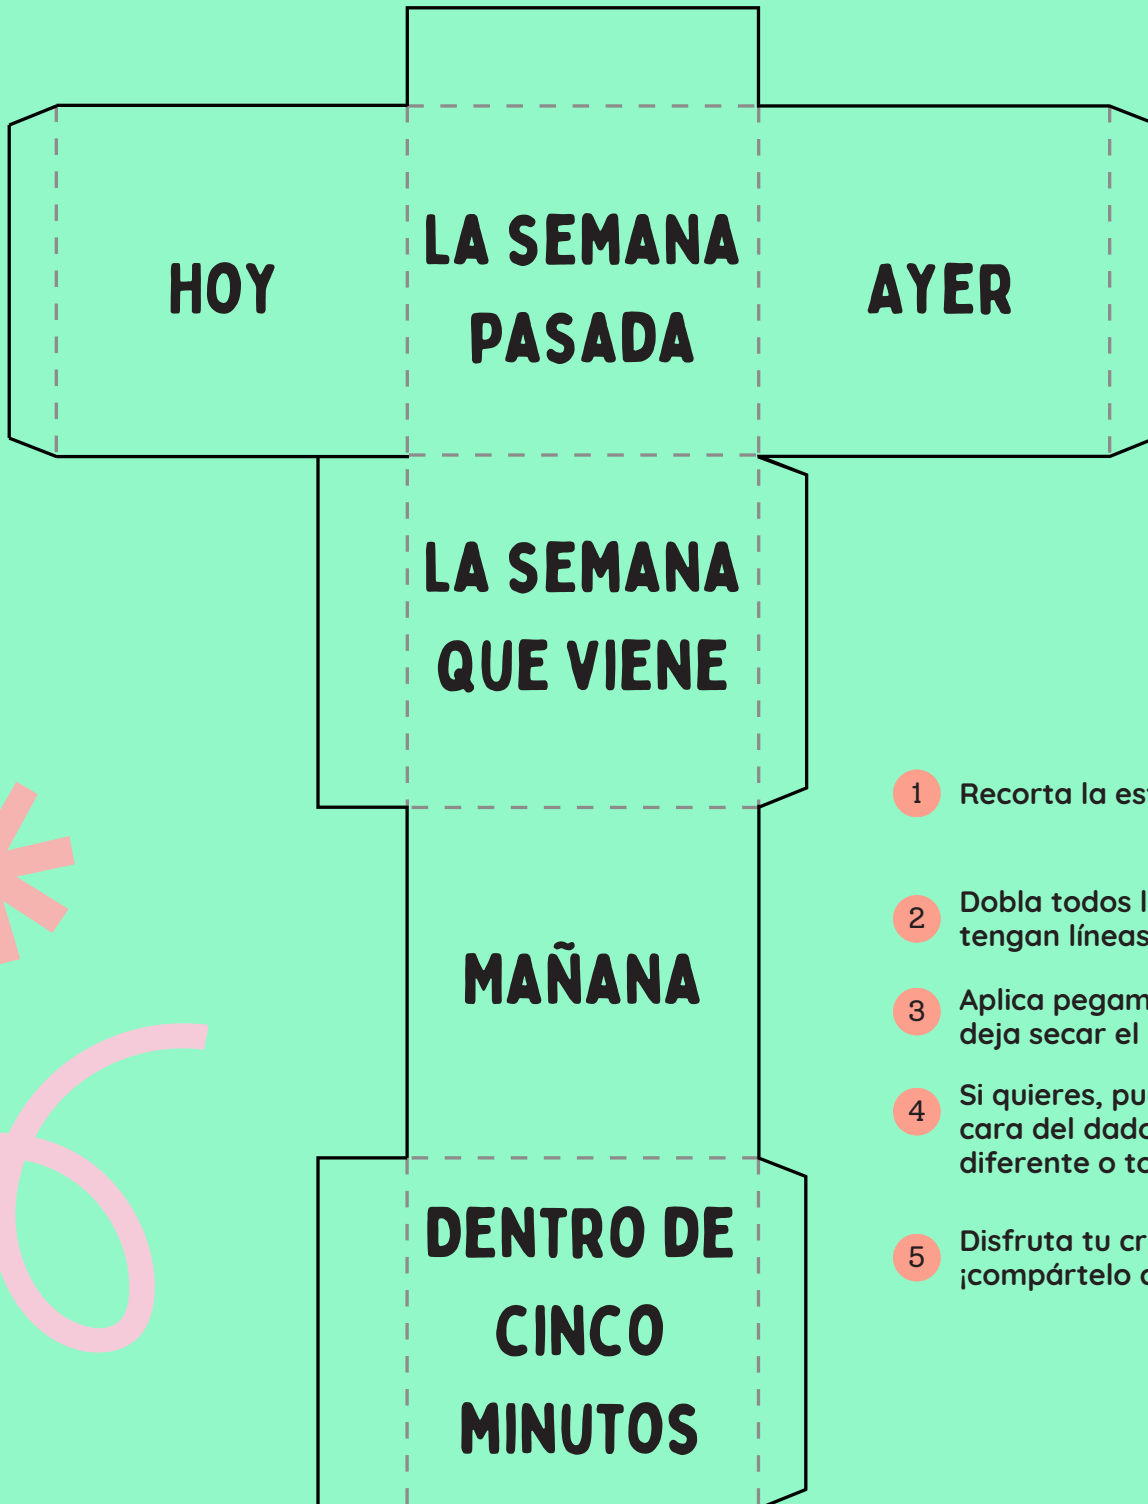 HOY
LA SEMANA
PASADA
AYER
LA SEMANA
QUE VIENE
MAÑANA
DENTRO DE
CINCO
MINUTOS
1 Recorta la
2 Dobla todos
tengan líneas
3 Aplica
deja secar el
4 Si quieres,
cara del
diferente o
5 Disfruta tu
¡compártelo